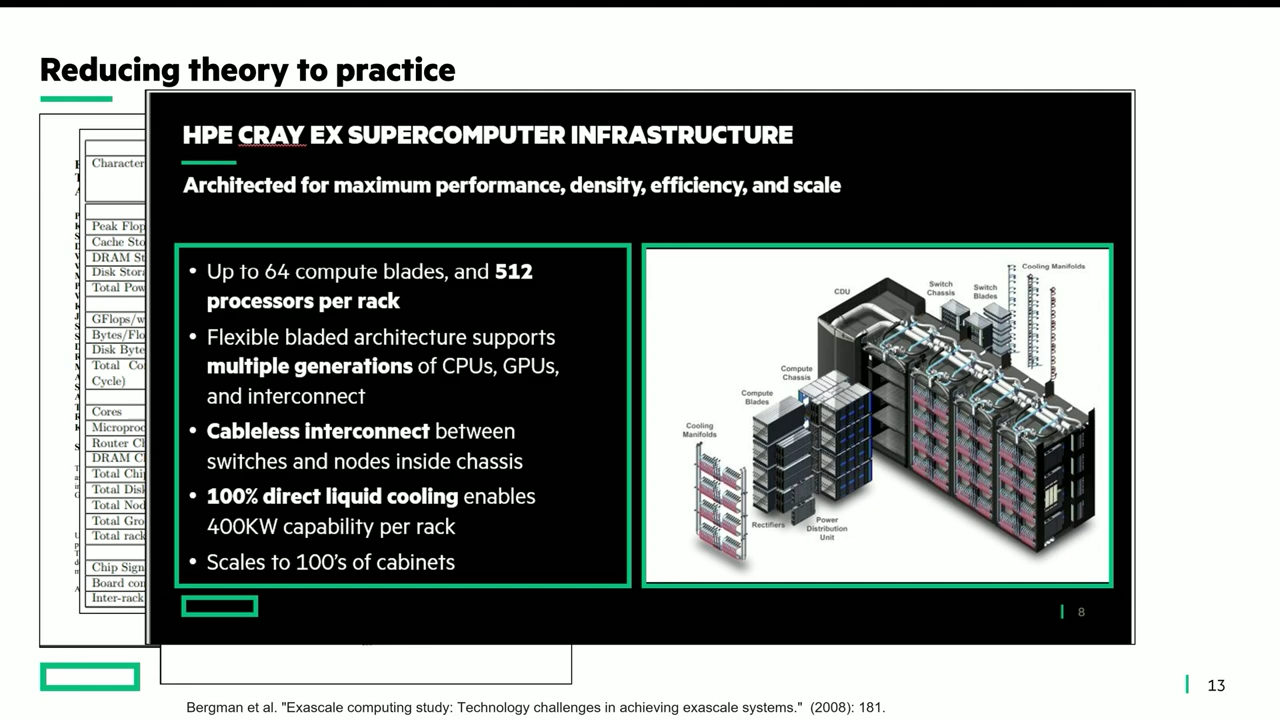 Reducing theory to practice
HPE CRAY EX SUPERCOMPUTER INFRASTRUCTURE
Architected for maximum performance, density, efficiency, and scale
• Up to 64 compute blades, and 512
processors per rack
• Flexible bladed architecture supports
multiple generations of CPUs, GPUs,
and interconnect
• Cableless interconnect between
switches and nodes inside chassis
• 100% direct liquid cooling enables
400KW capability per rack
• Scales to 100's of cabinets
Cooling Manifolds
Switch
Chassis
Switch
Blades
CDU
Compute
Chassis
Compute
Blades
Cooling
Manifolds
Rectifiers
Power
Distribution
Unit
8
Character
Peak Flop
Cache Sto
DRAM St
Disk Stora
Total Pow
GFlops/w
Bytes/Flo
Disk Byte
Total Co
Cycle)
Cores
Microproc
Router Ch
DRAM C
Total Chip
Total Disk
Total Nod
Total Gro
Total rack
Chip Sign
Board con
Inter-rack
13
Bergman et al. "Exascale computing study: Technology challenges in achieving exascale systems." (2008): 181.